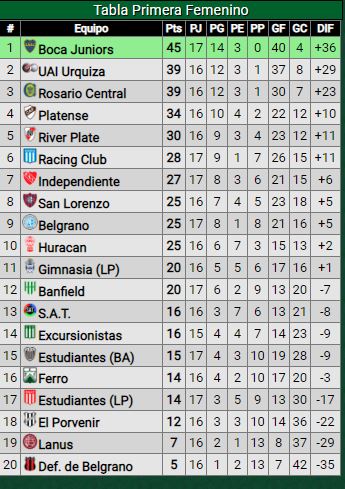 Tabla Primera Femenino
# Equipo Pts PJ PG PE PP GF GC DIF
1 Boca Juniors 45 17 14 3 0 40 4 +36
2 UAI Urquiza 39 16 12 3 1 38 9 +29
3 Rosario Central 39 16 12 3 1 30 7 +23
4 Platense 34 16 10 4 2 22 12 +10
5 River Plate 30 16 9 3 4 23 12 +11
6 Racing Club 28 17 9 1 7 26 15 +11
7 Independiente 27 17 8 3 6 21 15 +6
8 San Lorenzo 25 16 7 4 5 23 18 +5
9 Belgrano 25 17 8 1 8 21 16 +5
10 Huracan 25 16 6 7 3 15 13 +2
11 Gimnasia (LP) 20 16 5 5 6 17 16 +1
12 Banfield 20 17 6 2 9 13 20 -7
13 S.A.T. 16 16 3 7 6 13 21 -8
14 Excursionistas 16 15 4 4 7 14 23 -9
15 Estudiantes (BA) 15 17 4 3 10 19 28 -9
16 Ferro 14 16 4 2 10 17 20 -3
17 Estudiantes (LP) 14 17 3 5 9 13 30 -17
18 El Porvenir 12 16 3 3 10 14 36 -22
19 Lanus 7 16 2 1 13 8 37 -29
20 Def. de Belgrano 5 16 1 2 13 7 42 -35